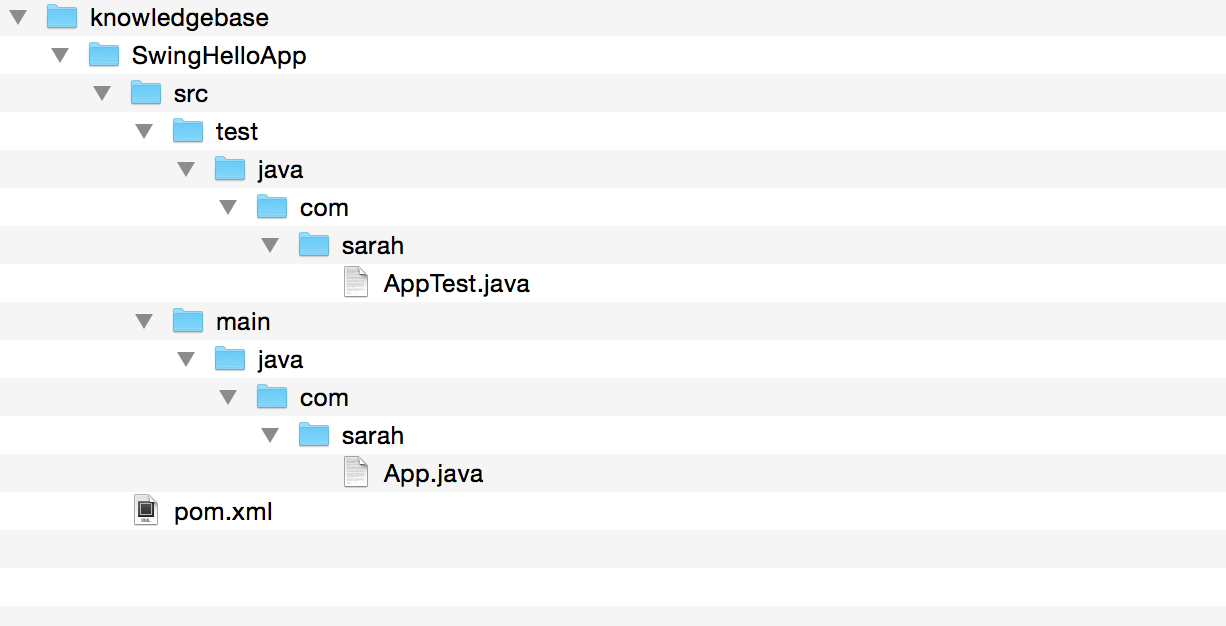 knowledgebase
SwingHelloApp
src
test
java
com
sarah
AppTest.java
main
java
com
sarah
App.java
XML
pom.xml